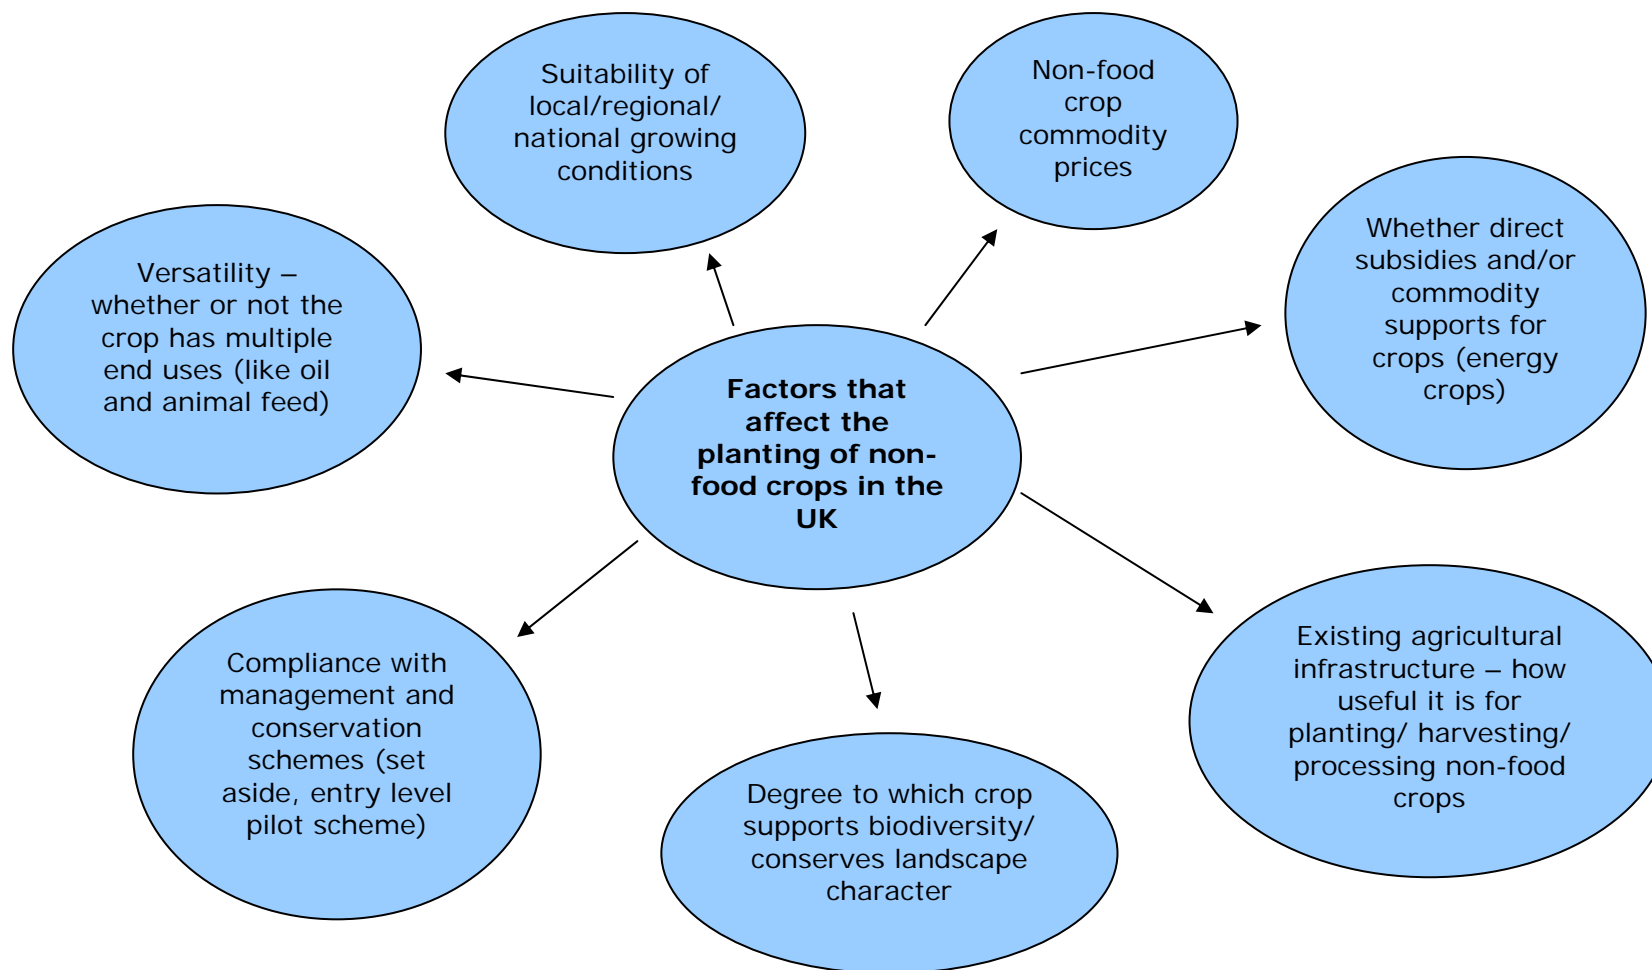 Suitability of
local/regional/
national growing
conditions
Non-food
crop
commodity
prices
Whether direct
subsidies and/or
commodity
supports for
crops (energy
crops)
Versatility –
whether or not the
crop has multiple
end uses (like oil
and animal feed)
Factors that
affect the
planting of non-
food crops in the
UK
Compliance with
management and
conservation
schemes (set
aside, entry level
pilot scheme)
Degree to which crop
supports biodiversity/
conserves landscape
character
Existing agricultural
infrastructure – how
useful it is for
planting/ harvesting/
processing non-food
crops